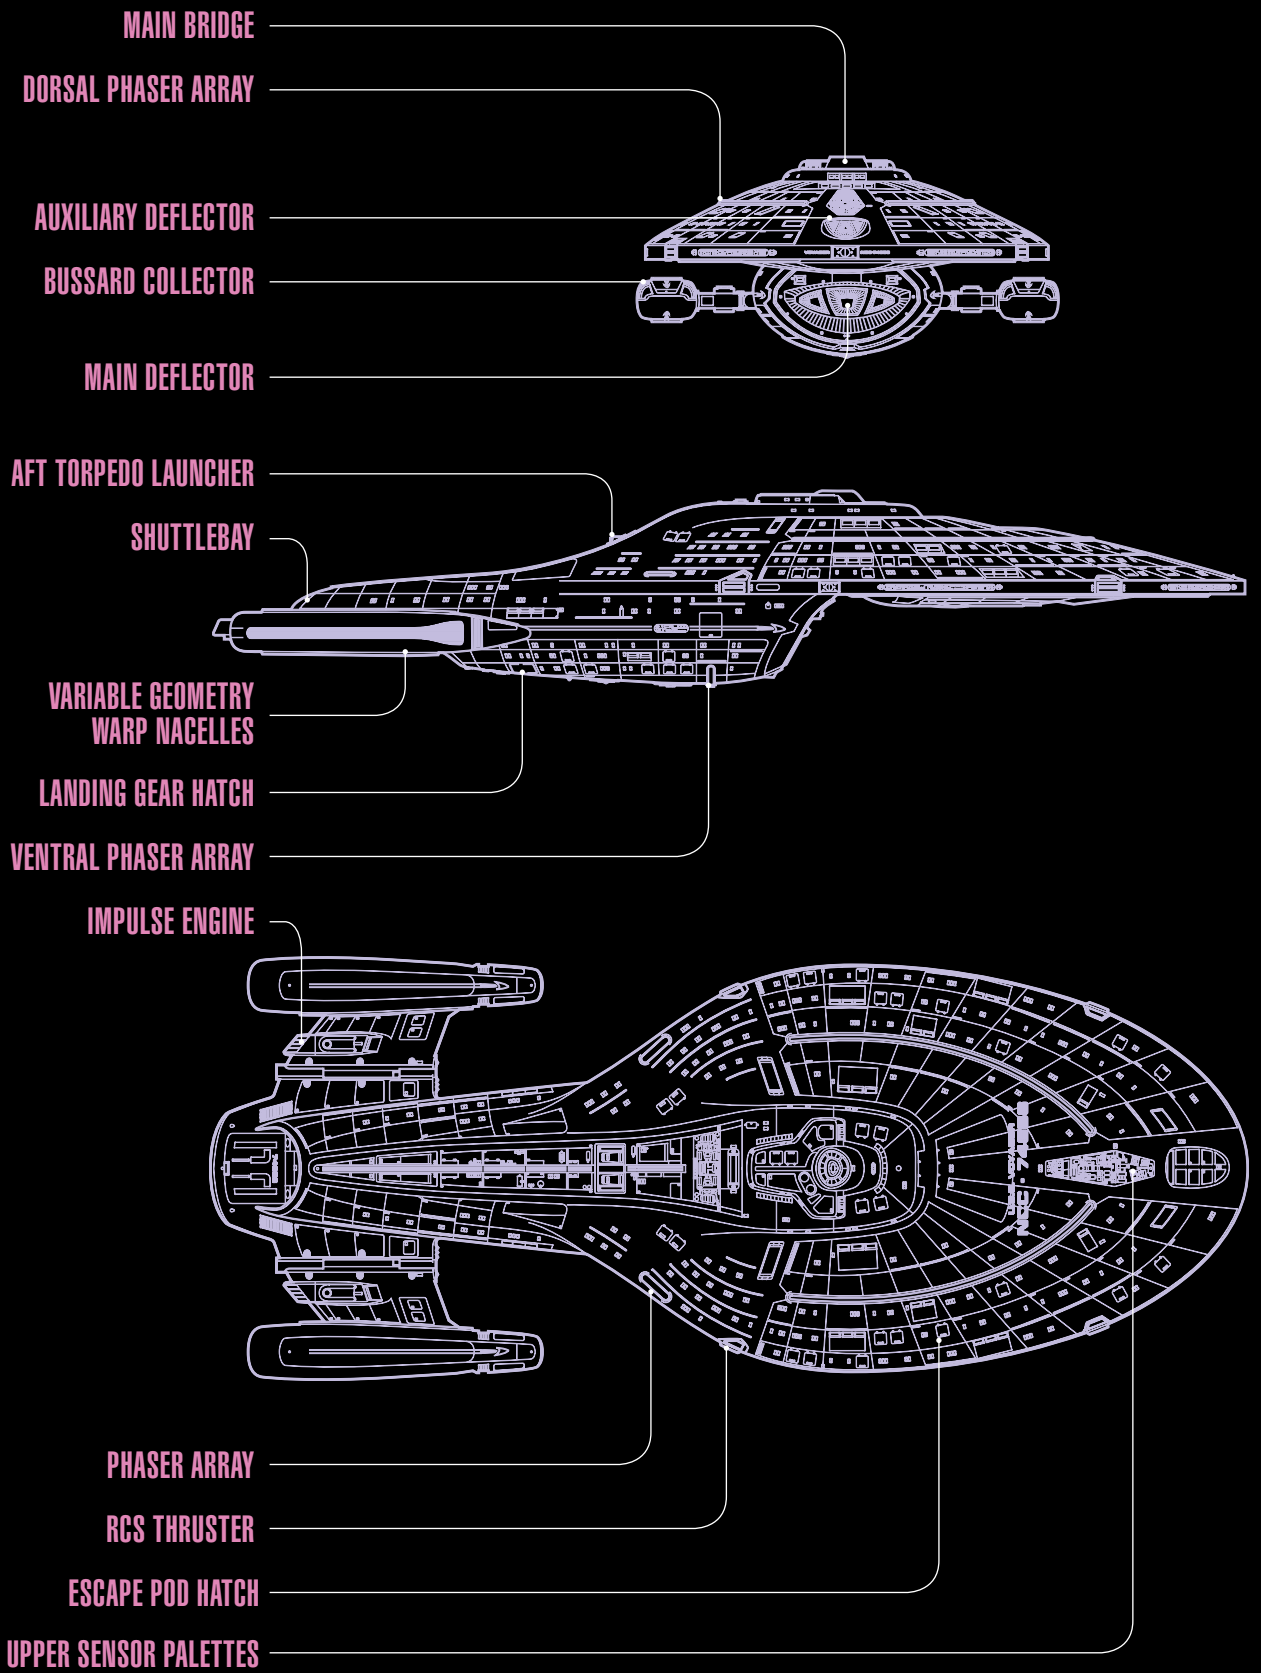 MAIN BRIDGE
DORSAL PHASER ARRAY
AUXILIARY DEFLECTOR
BUSSARD COLLECTOR
MAIN DEFLECTOR
AFT TORPEDO LAUNCHER
SHUTTLEBAY
VARIABLE GEOMETRY
WARP NACELLES
LANDING GEAR HATCH
VENTRAL PHASER ARRAY
IMPULSE ENGINE
PHASER ARRAY
RCS THRUSTER
ESCAPE POD HATCH
UPPER SENSOR PALETTES